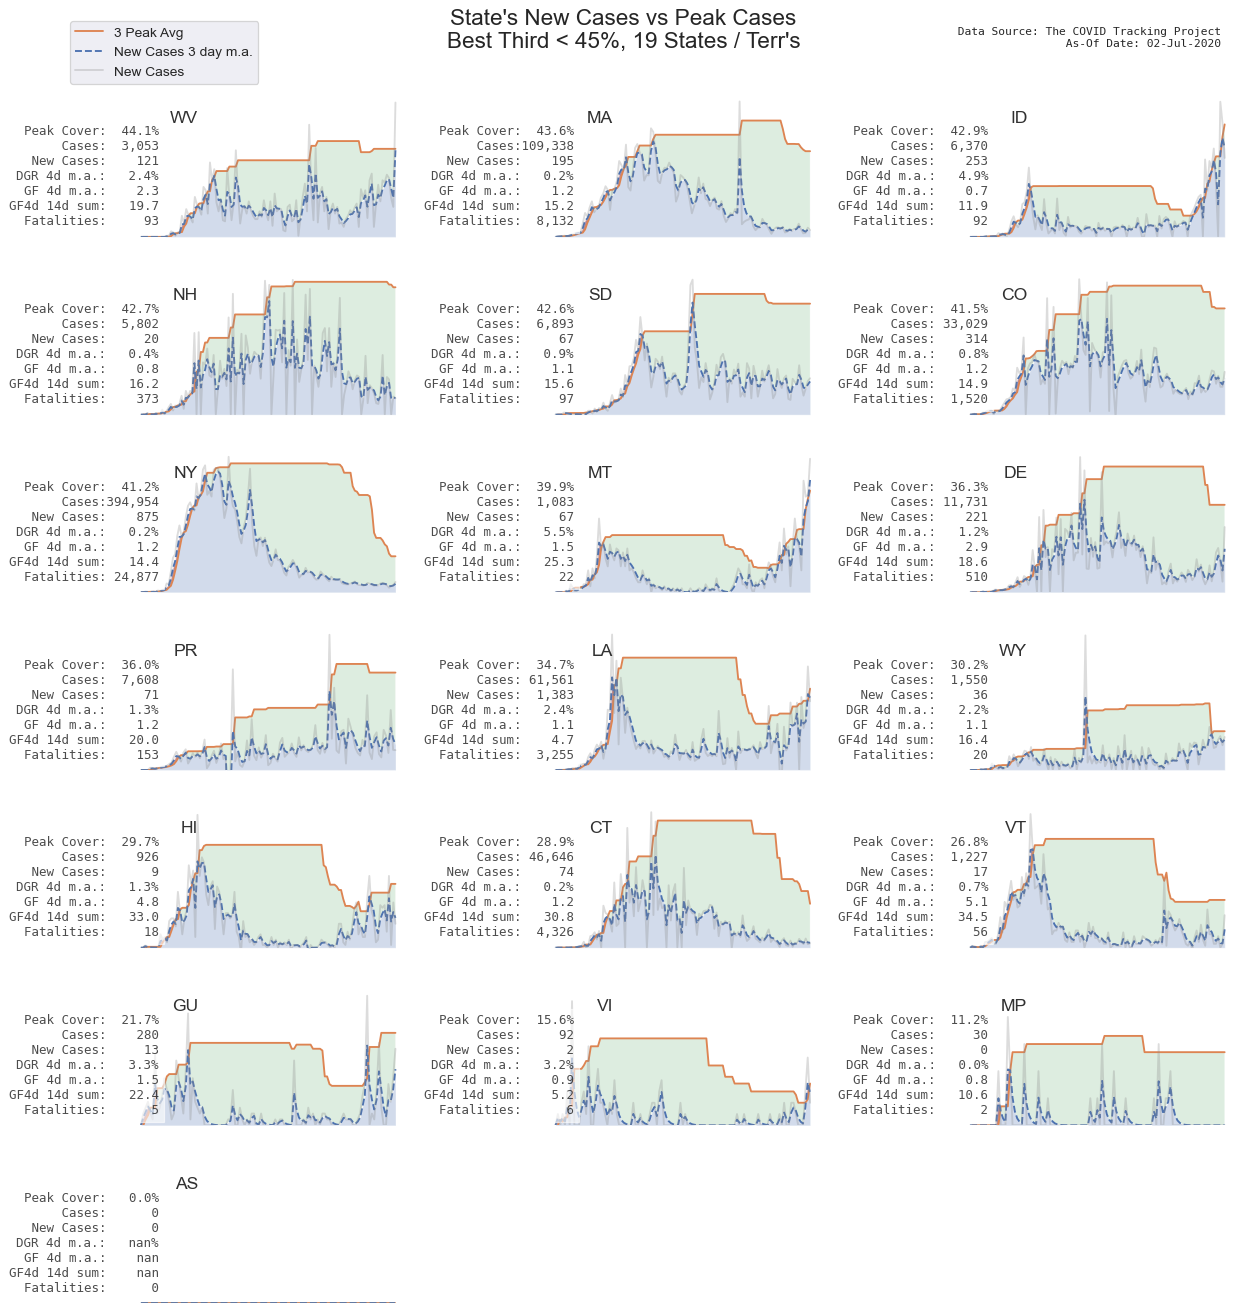 State's New Cases vs Peak Cases
Best Third < 45%, 19 States / Terr's
3 Peak Avg
New Cases 3 day m.a.
New Cases
Data Source: The COVID Tracking Project
As-Of Date: 02-Jul-2020
WV
Peak Cover: 44.1%
Cases: 3,053
New Cases: 121
DGR 4d m.a.: 2.4%
GF 4d m.a.: 2.3
GF4d 14d sum: 19.7
Fatalities: 93
MA
Peak Cover: 43.6%
Cases:109,338
New Cases: 195
DGR 4d m.a.: 0.2%
GF 4d m.a.: 1.2
GF4d 14d sum: 15.2
Fatalities: 8,132
ID
Peak Cover: 42.9%
Cases: 6,370
New Cases: 253
DGR 4d m.a.: 4.9%
GF 4d m.a.: 0.7
GF4d 14d sum: 11.9
Fatalities: 92
NH
Peak Cover: 42.7%
Cases: 5,802
New Cases: 20
DGR 4d m.a.: 0.4%
GF 4d m.a.: 0.8
GF4d 14d sum: 16.2
Fatalities: 373
SD
Peak Cover: 42.6%
Cases: 6,893
New Cases: 67
DGR 4d m.a.: 0.9%
GF 4d m.a.: 1.1
GF4d 14d sum: 15.6
Fatalities: 97
CO
Peak Cover: 41.5%
Cases: 33,029
New Cases: 314
DGR 4d m.a.: 0.8%
GF 4d m.a.: 1.2
GF4d 14d sum: 14.9
Fatalities: 1,520
NY
Peak Cover: 41.2%
Cases:394,954
New Cases: 875
DGR 4d m.a.: 0.2%
GF 4d m.a.: 1.2
GF4d 14d sum: 14.4
Fatalities: 24,877
MT
Peak Cover: 39.9%
Cases: 1,083
New Cases: 67
DGR 4d m.a.: 5.5%
GF 4d m.a.: 1.5
GF4d 14d sum: 25.3
Fatalities: 22
DE
Peak Cover: 36.3%
Cases: 11,731
New Cases: 221
DGR 4d m.a.: 1.2%
GF 4d m.a.: 2.9
GF4d 14d sum: 18.6
Fatalities: 510
PR
Peak Cover: 36.0%
Cases: 7,608
New Cases: 71
DGR 4d m.a.: 1.3%
GF 4d m.a.: 1.2
GF4d 14d sum: 20.0
Fatalities: 153
LA
Peak Cover: 34.7%
Cases: 61,561
New Cases: 1,383
DGR 4d m.a.: 2.4%
GF 4d m.a.: 1.1
GF4d 14d sum: 4.7
Fatalities: 3,255
WY
Peak Cover: 30.2%
Cases: 1,550
New Cases: 36
DGR 4d m.a.: 2.2%
GF 4d m.a.: 1.1
GF4d 14d sum: 16.4
Fatalities: 20
HI
Peak Cover: 29.7%
Cases: 926
New Cases: 9
DGR 4d m.a.: 1.3%
GF 4d m.a.: 4.8
GF4d 14d sum: 33.0
Fatalities: 18
CT
Peak Cover: 28.9%
Cases: 46,646
New Cases: 74
DGR 4d m.a.: 0.2%
GF 4d m.a.: 1.2
GF4d 14d sum: 30.8
Fatalities: 4,326
VT
Peak Cover: 26.8%
Cases: 1,227
New Cases: 17
DGR 4d m.a.: 0.7%
GF 4d m.a.: 5.1
GF4d 14d sum: 34.5
Fatalities: 56
GU
Peak Cover: 21.7%
Cases: 280
New Cases: 13
DGR 4d m.a.: 3.3%
GF 4d m.a.: 1.5
GF4d 14d sum: 22.4
Fatalities: 5
VI
Peak Cover: 15.6%
Cases: 92
New Cases: 2
DGR 4d m.a.: 3.2%
GF 4d m.a.: 0.9
GF4d 14d sum: 5.2
Fatalities: 6
MP
Peak Cover: 11.2%
Cases: 30
New Cases: 0
DGR 4d m.a.: 0.0%
GF 4d m.a.: 0.8
GF4d 14d sum: 10.6
Fatalities: 2
AS
Peak Cover: 0.0%
Cases: 0
New Cases: 0
DGR 4d m.a.: nan%
GF 4d m.a.: nan
GF4d 14d sum: nan
Fatalities: 0